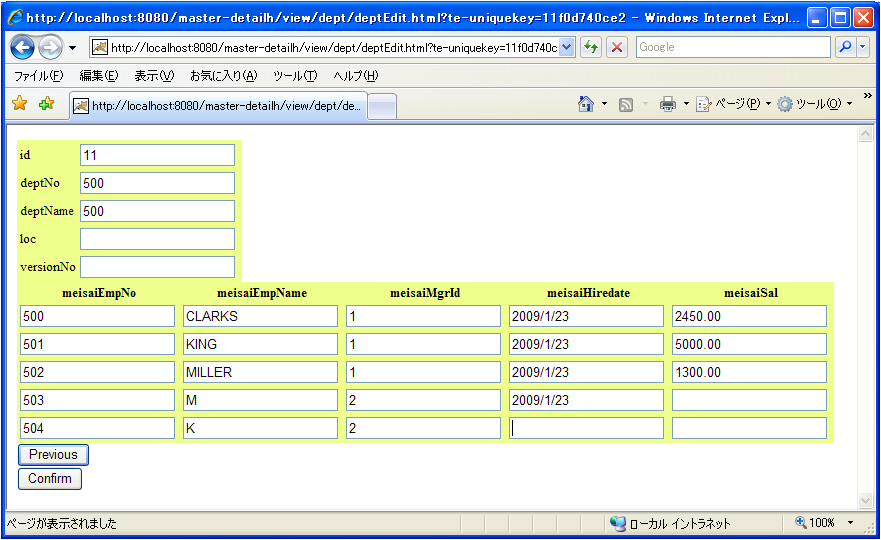 http://localhost:8080/master-detailh/view/dept/deptEdit.html?te-uniquekey=11f0d740ce2 - Windows Internet Expl...
http://localhost:8080/master-detailh/view/dept/deptEdit.html?te-uniquekey=11f0d740c
Google
ファイル(F) 編集(E) 表示(V) お気に入り(A) ツール(T) ヘルプ(H)
http://localhost:8080/master-detailh/view/dept/de...
ページ(P) ツール(O) »
id 11
deptNo 500
deptName 500
loc
versionNo
meisaiEmpNo meisaiEmpName meisaiMgrId meisaiHiredate meisaiSal
500 CLARKS 1 2009/1/23 2450.00
501 KING 1 2009/1/23 5000.00
502 MILLER 1 2009/1/23 1300.00
503 M 2 2009/1/23
504 K 2
Previous
Confirm
ページが表示されました ローカル イントラネット 100%